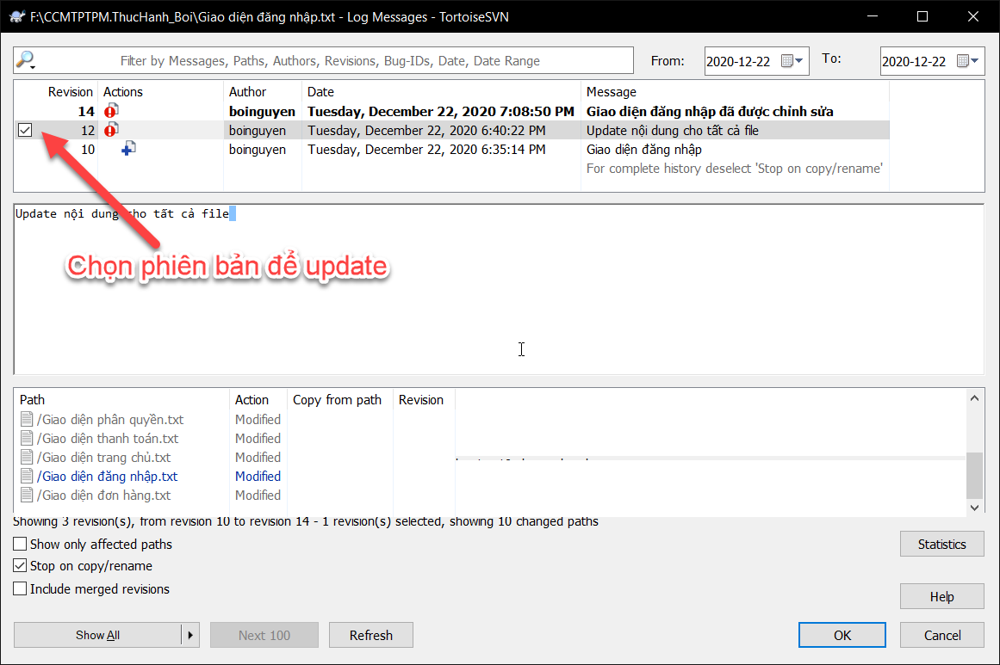 F:\CCMTPTPM.ThucHanh_Boi\Giao diện đăng nhập.txt - Log Messages - TortoiseSVN
Filter by Messages, Paths, Authors, Revisions, Bug-IDs, Date, Date Range From: 2020-12-22 To: 2020-12-22
Revision Actions Author Date Message
14 boinguyen Tuesday, December 22, 2020 7:08:50 PM Giao diện đăng nhập đã được chỉnh sửa
12 boinguyen Tuesday, December 22, 2020 6:40:22 PM Update nội dung cho tất cả file
10 boinguyen Tuesday, December 22, 2020 6:35:14 PM Giao diện đăng nhập
For complete history deselect 'Stop on copy/rename'
Update nội dung cho tất cả file
Chọn phiên bản để update
Path Action Copy from path Revision
/Giao diện phân quyền.txt Modified
/Giao diện thanh toán.txt Modified
/Giao diện trang chủ.txt Modified
/Giao diện đăng nhập.txt Modified
/Giao diện đơn hàng.txt Modified
Showing 3 revision(s), from revision 10 to revision 14 - 1 revision(s) selected, showing 10 changed paths
Show only affected paths
Statistics
Stop on copy/rename
Include merged revisions
Help
Show All Next 100 Refresh OK Cancel